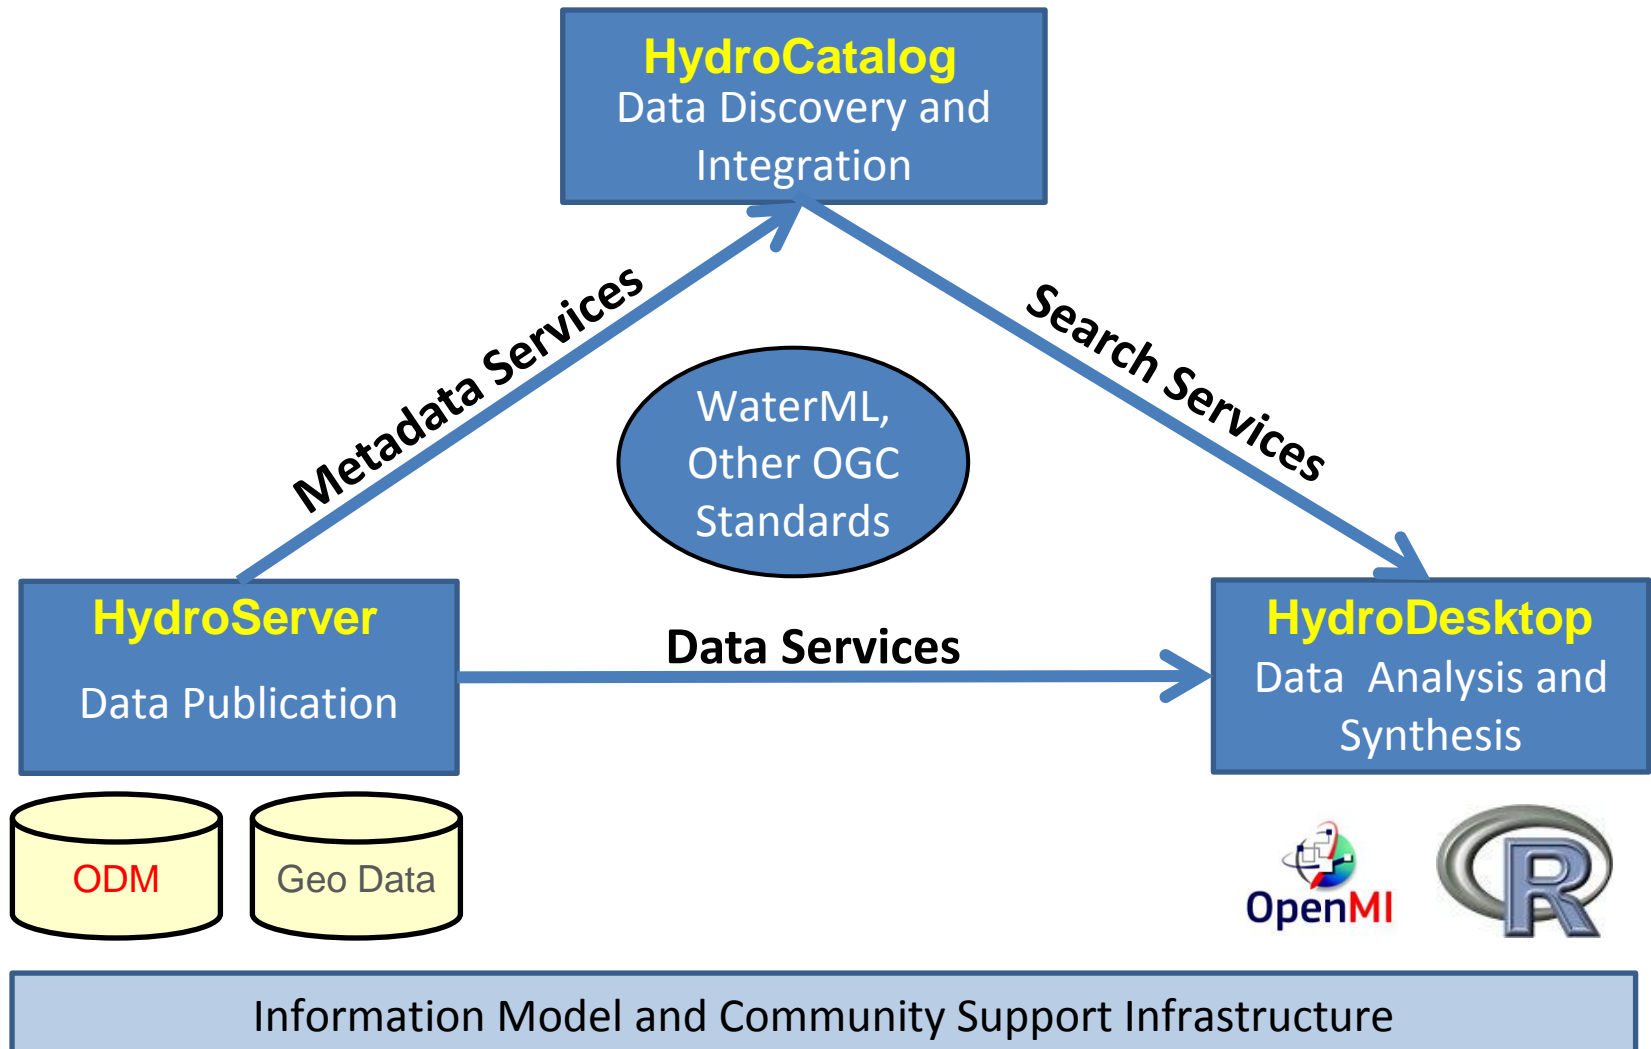 HydroCatalog
Data Discovery and
Integration
Metadata Services
Search Services
WaterML,
Other OGC
Standards
HydroServer
Data Publication
Data Services
HydroDesktop
Data  Analysis and
Synthesis
ODM
Geo Data
OpenMI
R
Information Model and Community Support Infrastructure